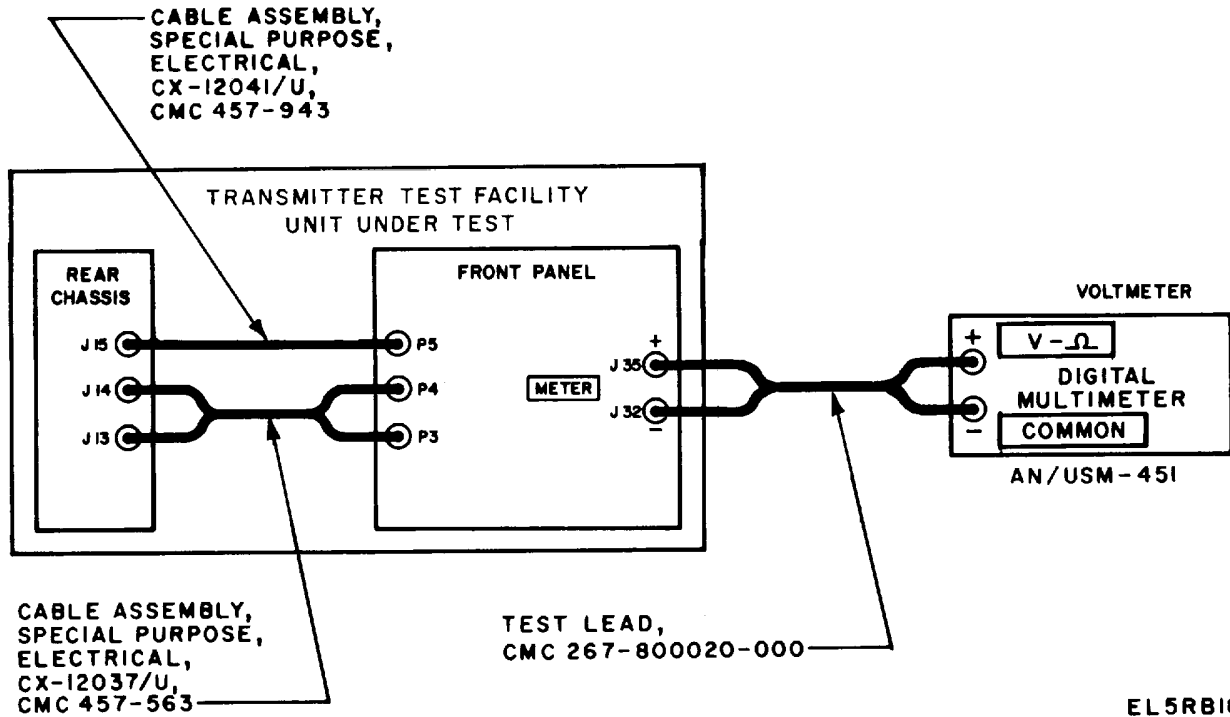 CABLE ASSEMBLY,
SPECIAL PURPOSE,
ELECTRICAL,
CX-12041/U,
CMC 457-943
TRANSMITTER TEST FACILITY
UNIT UNDER TEST
REAR
CHASSIS
J15
J14
J13
FRONT PANEL
P5
P4
P3
METER
+
J35
J32
-
VOLTMETER
+
V-Ω
DIGITAL
MULTIMETER
-
COMMON
AN/USM-451
CABLE ASSEMBLY,
SPECIAL PURPOSE,
ELECTRICAL,
CX-12037/U,
CMC 457-563
TEST LEAD,
CMC 267-800020-000